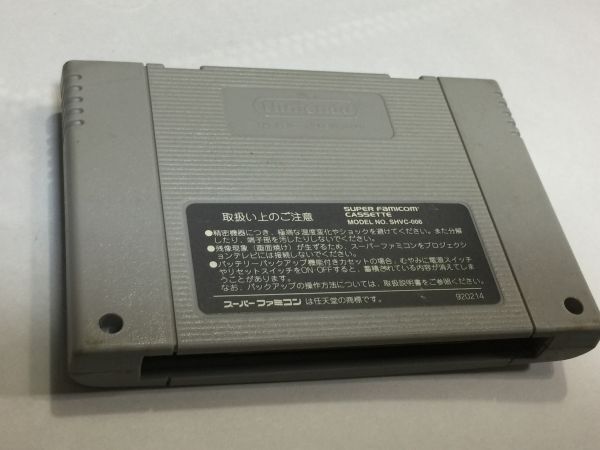 Nintendo
取扱い上のご注意
SUPER FAMICOM
CASSETTE
MODEL NO. SHVC-006
●精密機器につき、極端な温度変化やショックを避けてください。また分解
したり、端子部を汚したりしないでください。
●残像現象（画面焼け）が生ずるため、スーパーファミコンをプロジェク
ションテレビには接続しないでください。
●バッテリーバックアップ機能付きカセットの場合、むやみに電源スイッチ
やリセットスイッチをON・OFFすると、蓄積されている内容が消えてしま
うことがあります。
なお、バックアップの操作方法については、取扱説明書をご参照ください。
スーパーファミコン は任天堂の商標です。
920214